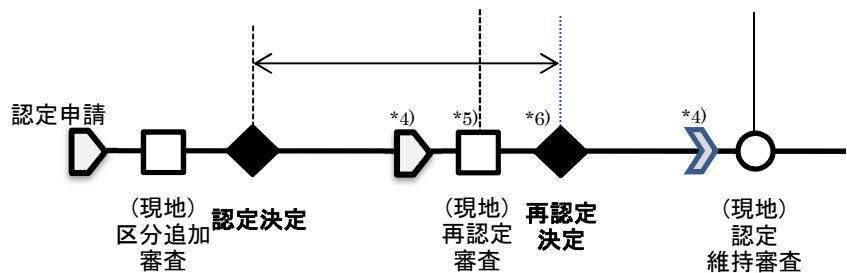 認定申請
*4)
*5)
*6)
*4)
(現地)
区分追加
審査
認定決定
(現地)
再認定
審査
再認定
決定
(現地)
認定
維持審査